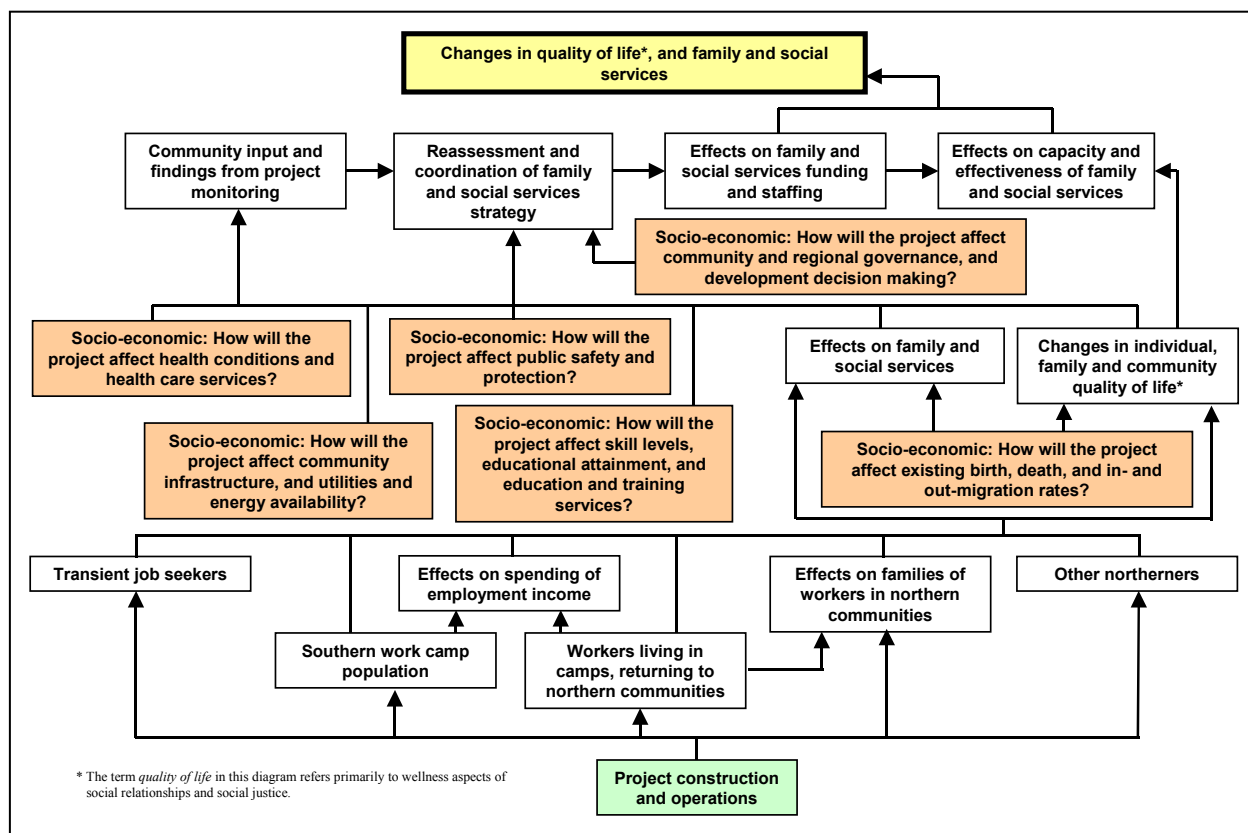 Changes in quality of life*, and family and social
services
Community input and
findings from project
monitoring
Reassessment and
coordination of family
and social services
strategy
Effects on family and
social services funding
and staffing
Effects on capacity and
effectiveness of family
and social services
Socio-economic: How will the project affect
community and regional governance, and
development decision making?
Socio-economic: How will the
project affect health conditions and
health care services?
Socio-economic: How will the
project affect public safety and
protection?
Effects on family and
social services
Changes in individual,
family and community
quality of life*
Socio-economic: How will the
project affect community
infrastructure, and utilities and
energy availability?
Socio-economic: How will the
project affect skill levels,
educational attainment, and
education and training
services?
Socio-economic: How will the project
affect existing birth, death, and in- and
out-migration rates?
Transient job seekers
Effects on spending of
employment income
Effects on families of
workers in northern
communities
Other northerners
Southern work camp
population
Workers living in
camps, returning to
northern communities
* The term quality of life in this diagram refers primarily to wellness aspects of
social relationships and social justice.
Project construction
and operations